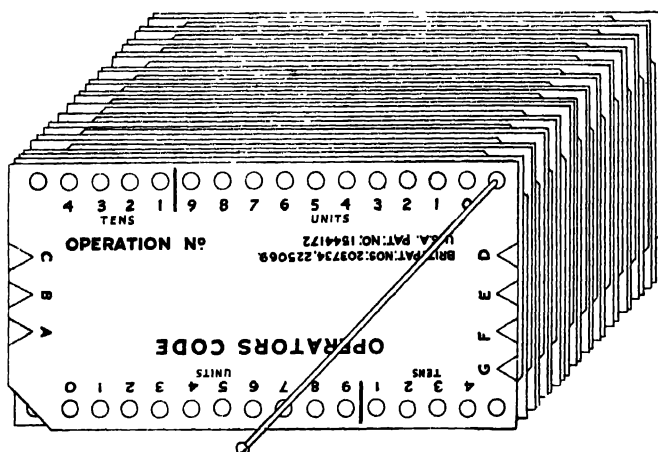 4 3 2 1 9 8 7 6 5 4 3 2 1 0
TENS UNITS
OPERATION Nº
BRIT. PAT. NOS: 203734, 225069.
U.S.A. PAT. NO: 1544172
C D
B E
A F
G
OPERATORS CODE
UNITS TENS
0 1 2 3 4 5 6 7 8 9 1 2 3 4